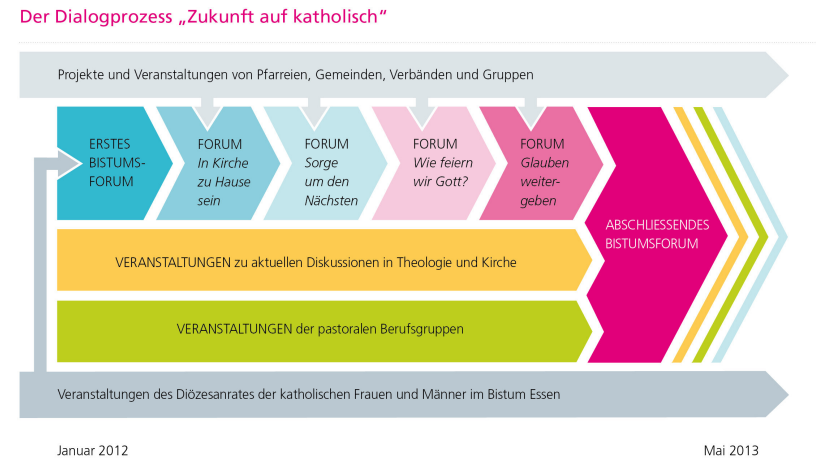 Der Dialogprozess „Zukunft auf katholisch“
Projekte und Veranstaltungen von Pfarreien, Gemeinden, Verbänden und Gruppen
ERSTES
BISTUMS-
FORUM
FORUM
In Kirche
zu Hause
sein
FORUM
Sorge
um den
Nächsten
FORUM
Wie feiern
wir Gott?
FORUM
Glauben
weiter-
geben
ABSCHLIESSENDES
BISTUMSFORUM
VERANSTALTUNGEN zu aktuellen Diskussionen in Theologie und Kirche
VERANSTALTUNGEN der pastoralen Berufsgruppen
Veranstaltungen des Diözesanrates der katholischen Frauen und Männer im Bistum Essen
Januar 2012
Mai 2013